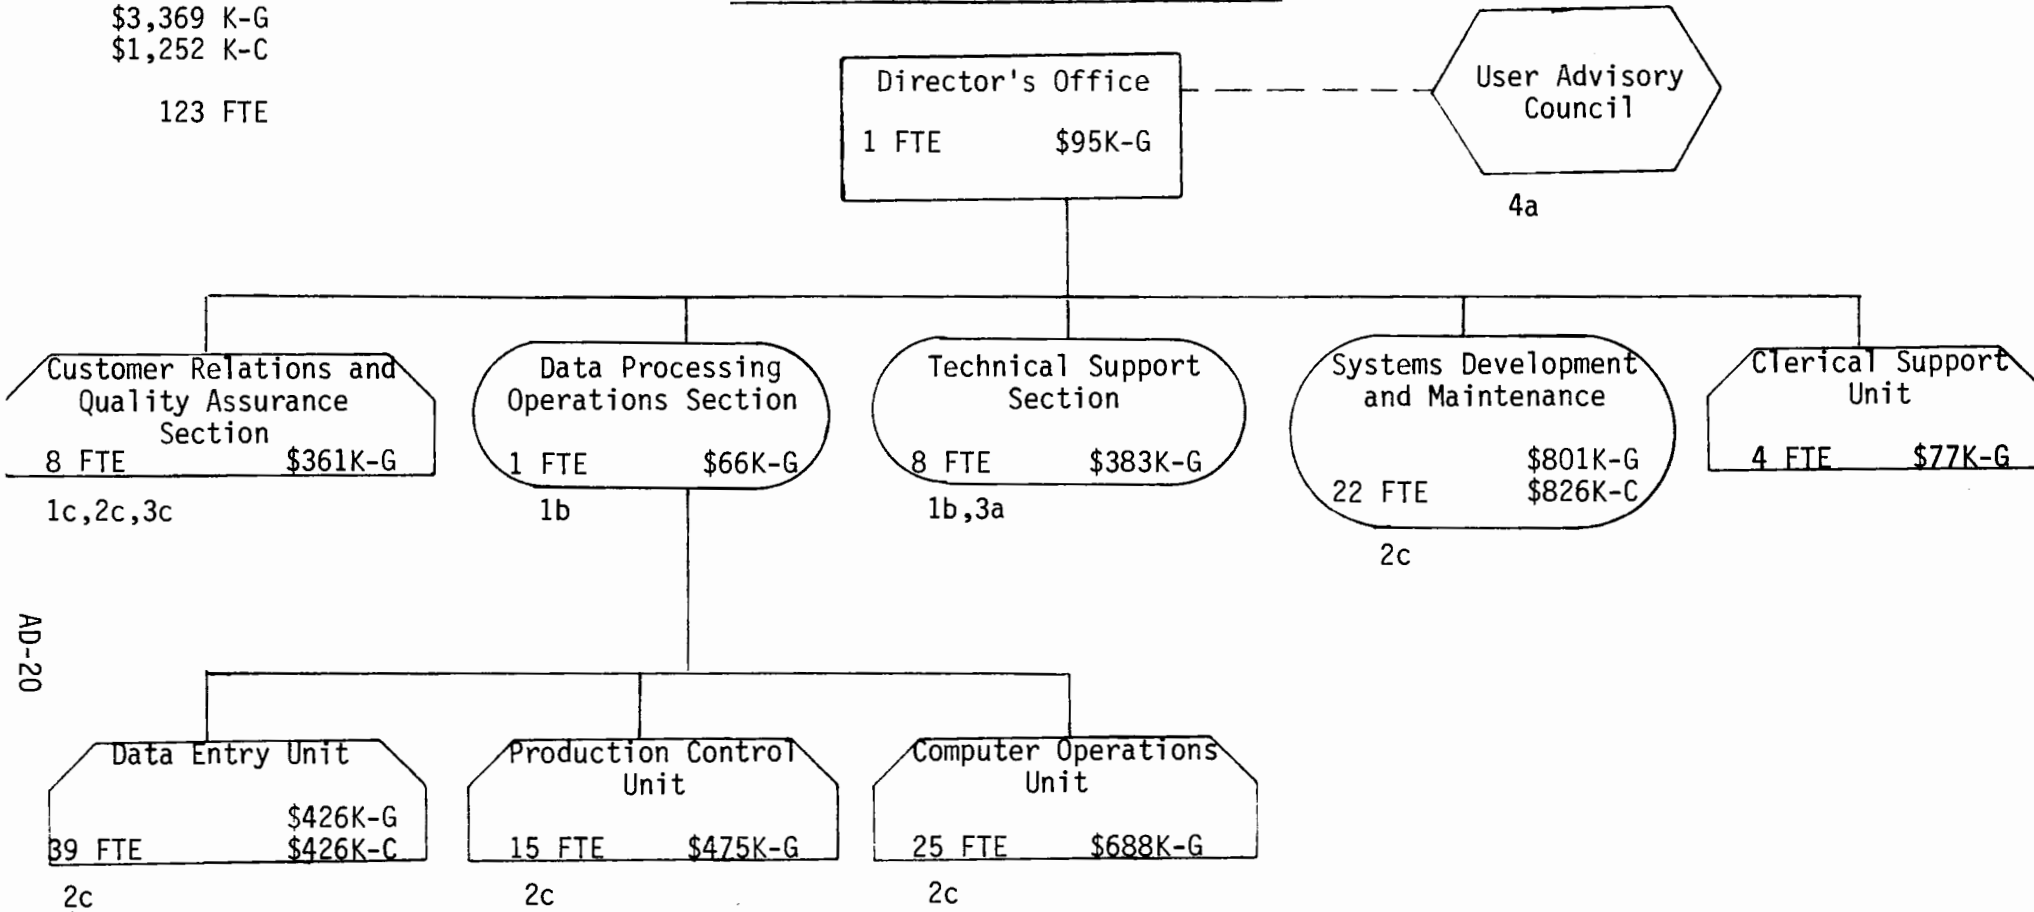 $3,369 K-G
$1,252 K-C
123 FTE
Director's Office
1 FTE $95K-G
User Advisory
Council
4a
Customer Relations and
Quality Assurance
Section
8 FTE $361K-G
1c,2c,3c
Data Processing
Operations Section
1 FTE $66K-G
1b
Technical Support
Section
8 FTE $383K-G
1b,3a
Systems Development
and Maintenance
$801K-G
22 FTE $826K-C
2c
Clerical Support
Unit
4 FTE $77K-G
AD-20
Data Entry Unit
$426K-G
39 FTE $426K-C
2c
Production Control
Unit
15 FTE $475K-G
2c
Computer Operations
Unit
25 FTE $688K-G
2c